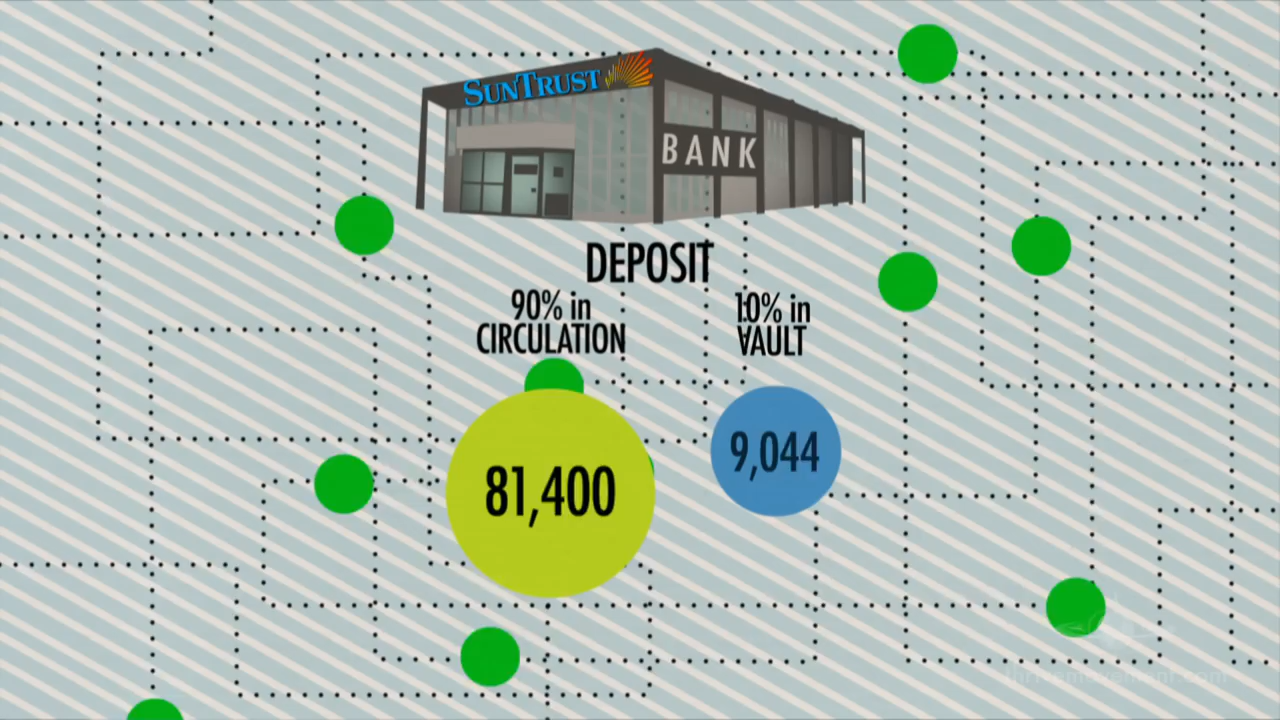 SUNTRUST
BANK
DEPOSIT
90% in
CIRCULATION
10% in
VAULT
81,400
9,044